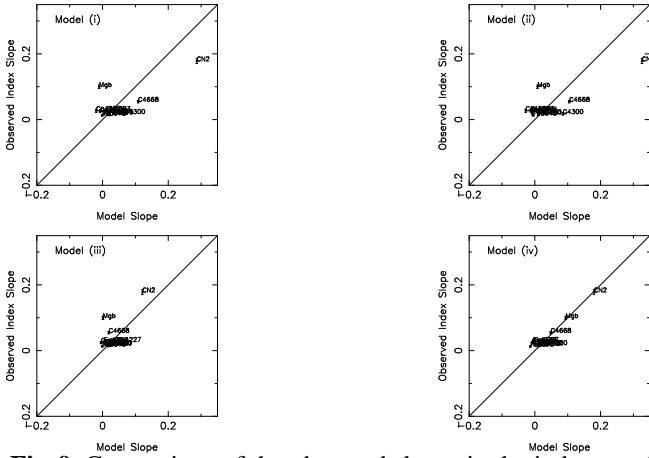 Model (i)
CN2
Mgb
C4668
Observed Index Slope
-0.2 0 0.2
-0.2 0 0.2
Model Slope
Model (ii)
CN2
Mgb
C4668
G4300
Observed Index Slope
-0.2 0 0.2
-0.2 0 0.2
Model Slope
Model (iii)
CN2
Mgb
C4668
Observed Index Slope
-0.2 0 0.2
-0.2 0 0.2
Model Slope
Model (iv)
CN2
Mgb
C4668
Observed Index Slope
-0.2 0 0.2
-0.2 0 0.2
Model Slope